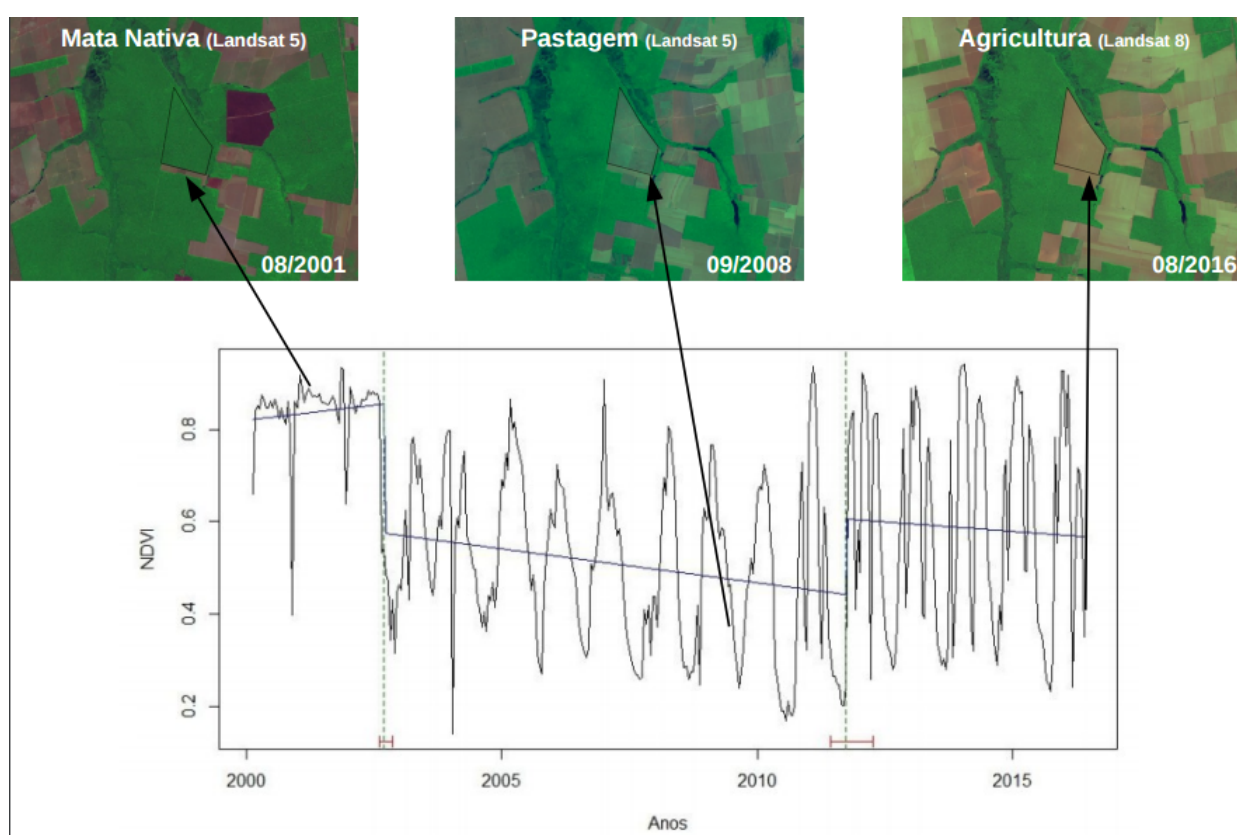 Mata Nativa (Landsat 5)
08/2001
Pastagem (Landsat 5)
09/2008
Agricultura (Landsat 8)
08/2016
NDVI
0.8
0.6
0.4
0.2
2000 2005 2010 2015
Anos